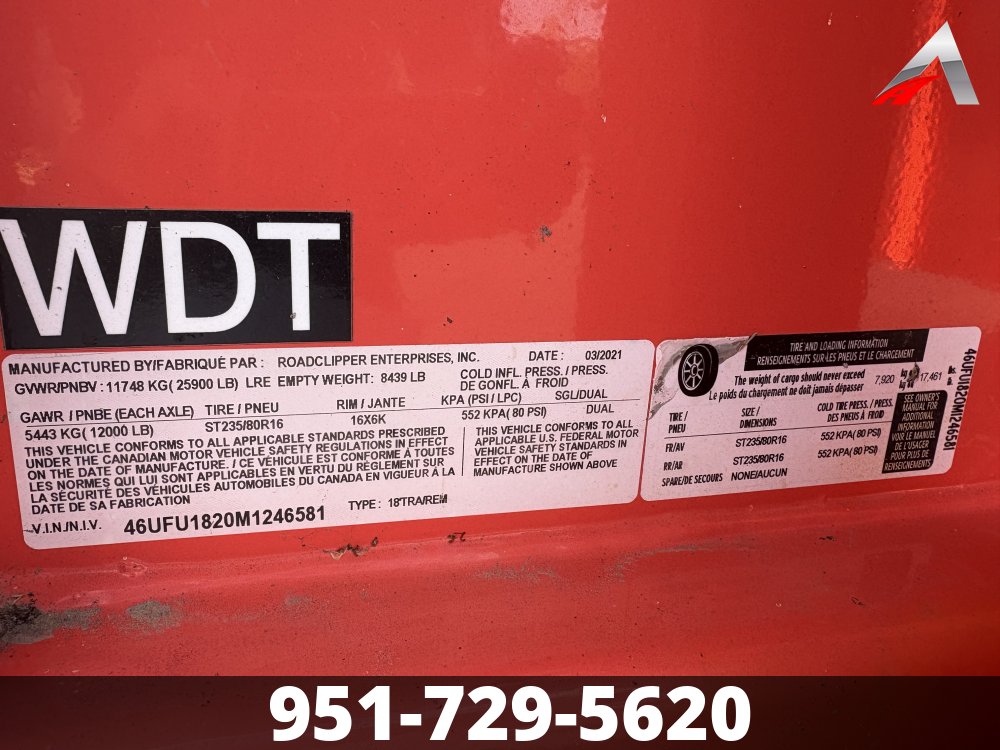 WDT
MANUFACTURED BY/FABRIQUÉ PAR : ROADCLIPPER ENTERPRISES, INC. DATE : 03/2021
GVWR/PNBV : 11748 KG( 25900 LB) LRE EMPTY WEIGHT: 8439 LB COLD INFL. PRESS. / PRESS.
DE GONFL. À FROID
GAWR / PNBE (EACH AXLE) TIRE / PNEU RIM / JANTE KPA (PSI / LPC) SGL/DUAL
5443 KG( 12000 LB) ST235/80R16 16X6K 552 KPA( 80 PSI) DUAL
THIS VEHICLE CONFORMS TO ALL APPLICABLE STANDARDS PRESCRIBED
UNDER THE CANADIAN MOTOR VEHICLE SAFETY REGULATIONS IN EFFECT
ON THE DATE OF MANUFACTURE. / CE VÉHICULE EST CONFORME À TOUTES
DES NORMES QUI LUI SONT APPLICABLES EN VERTU DU RÈGLEMENT SUR
LA SÉCURITÉ DES VÉHICULES AUTOMOBILES DU CANADA EN VIGUEUR À LA
DATE DE SA FABRICATION
THIS VEHICLE CONFORMS TO ALL
APPLICABLE U.S. FEDERAL MOTOR
VEHICLE SAFETY STANDARDS IN
EFFECT ON THE DATE OF
MANUFACTURE SHOWN ABOVE
V.I.N./N.I.V. 46UFU1820M1246581 TYPE : 18'TRA/REM
TIRE AND LOADING INFORMATION
RENSEIGNEMENTS SUR LES PNEUS ET LE CHARGEMENT
The weight of cargo should never exceed
Le poids du chargement ne doit jamais dépasser
7,920 kg 17,461
TIRE / PNEU SIZE / DIMENSIONS COLD TIRE PRESS. / PRESS. DES PNEUS À FROID
FR/AV ST235/80R16 552 KPA( 80 PSI)
RR/AR ST235/80R16 552 KPA( 80 PSI)
SPARE/DE SECOURS NONE/AUCUN
SEE OWNER'S
MANUAL FOR
ADDITIONAL
INFORMATION
VOIR LE MANUEL
DE L'USAGER
POUR PLUS DE
RENSEIGNEMENTS
46UFU1820M1246581
951-729-5620